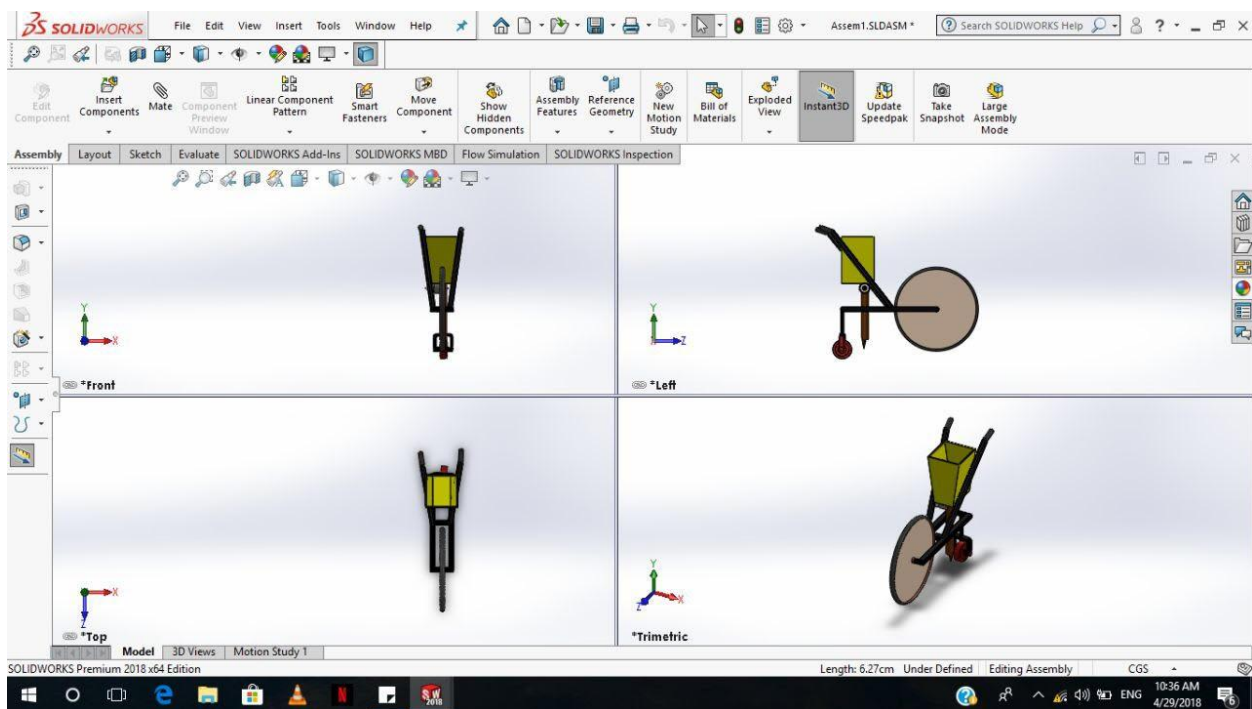 SOLIDWORKS File Edit View Insert Tools Window Help Assem1.SLDASM * Search SOLIDWORKS Help ?
Edit Component
Insert Components
Mate
Component Preview Window
Linear Component Pattern
Smart Fasteners
Move Component
Show Hidden Components
Assembly Features
Reference Geometry
New Motion Study
Bill of Materials
Exploded View
Instant3D
Update Speedpak
Take Snapshot
Large Assembly Mode
Assembly Layout Sketch Evaluate SOLIDWORKS Add-Ins SOLIDWORKS MBD Flow Simulation SOLIDWORKS Inspection
Y
X
*Front
Y
Z
*Left
X
Z
*Top
Y
Z
X
*Trimetric
Model 3D Views Motion Study 1
SOLIDWORKS Premium 2018 x64 Edition Length: 6.27cm Under Defined Editing Assembly CGS
N SW 2018 ENG 10:36 AM
4/29/2018 6